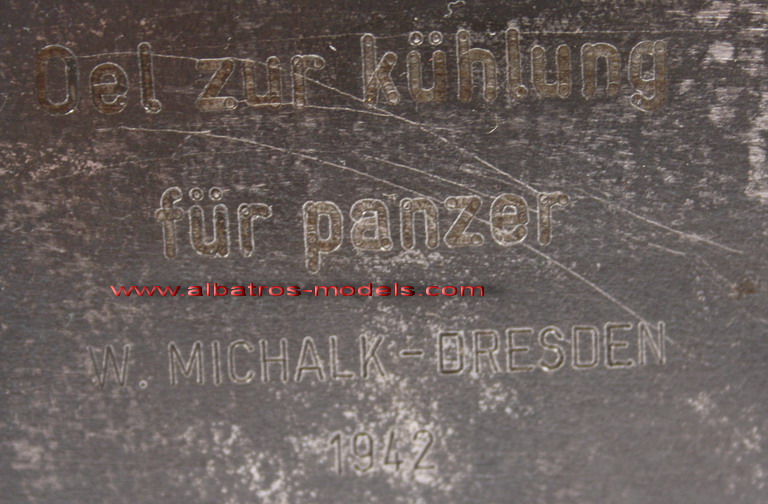 Oel zur kühlung
für panzer
www.albatros-models.com
W. MICHALK-DRESDEN
1942